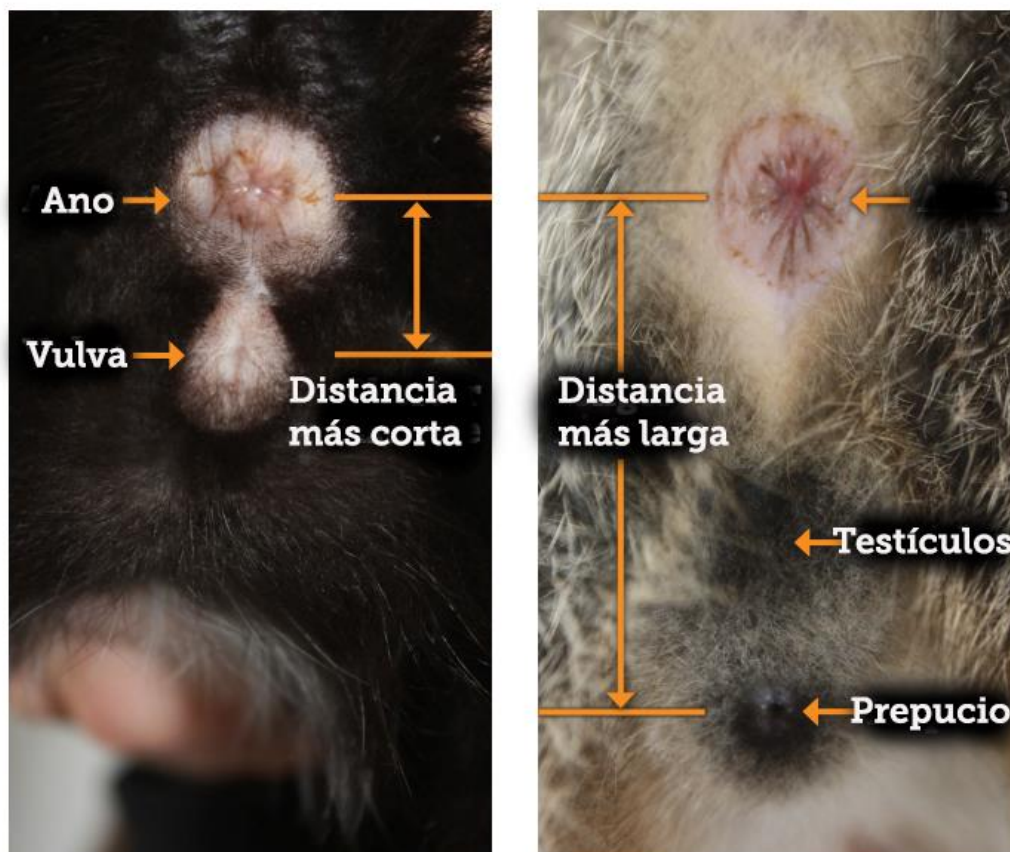 Ano
Vulva
Distancia
más corta
Distancia
más larga
Testículos
Prepucio